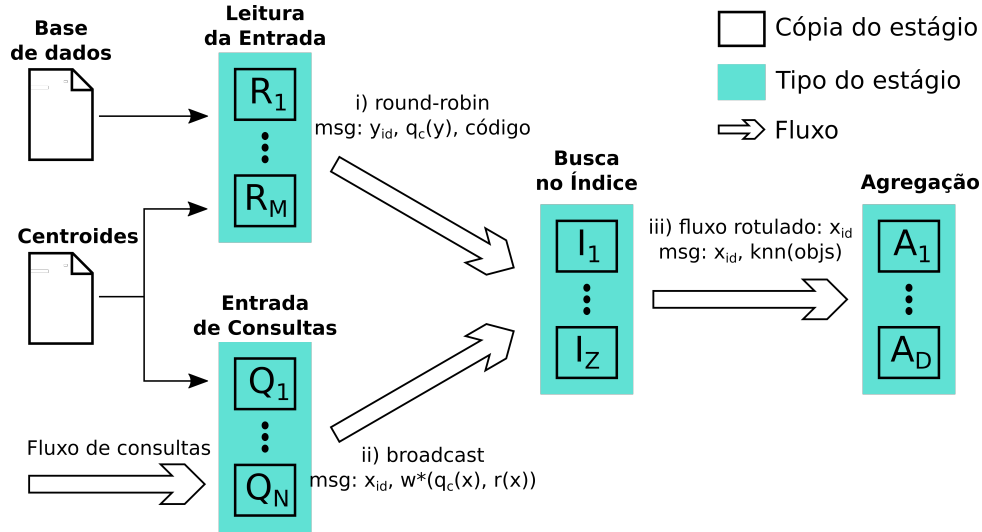 Base
de dados
Leitura
da Entrada
R1
RM
Centroides
Entrada
de Consultas
Q1
QN
Fluxo de consultas
i) round-robin
msg: yid, qc(y), código
ii) broadcast
msg: xid, w*(qc(x), r(x))
Busca
no Índice
I1
IZ
iii) fluxo rotulado: xid
msg: xid, knn(objs)
Agregação
A1
AD
Cópia do estágio
Tipo do estágio
Fluxo